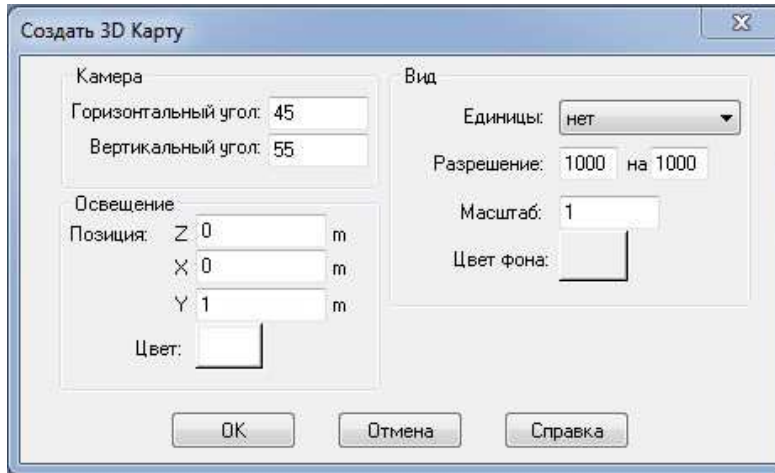 Создать 3D Карту
Камера
Горизонтальный угол: 45
Вертикальный угол: 55
Освещение
Позиция: Z 0 m
X 0 m
Y 1 m
Цвет:
Вид
Единицы: нет
Разрешение: 1000 на 1000
Масштаб: 1
Цвет фона:
OK Отмена Справка